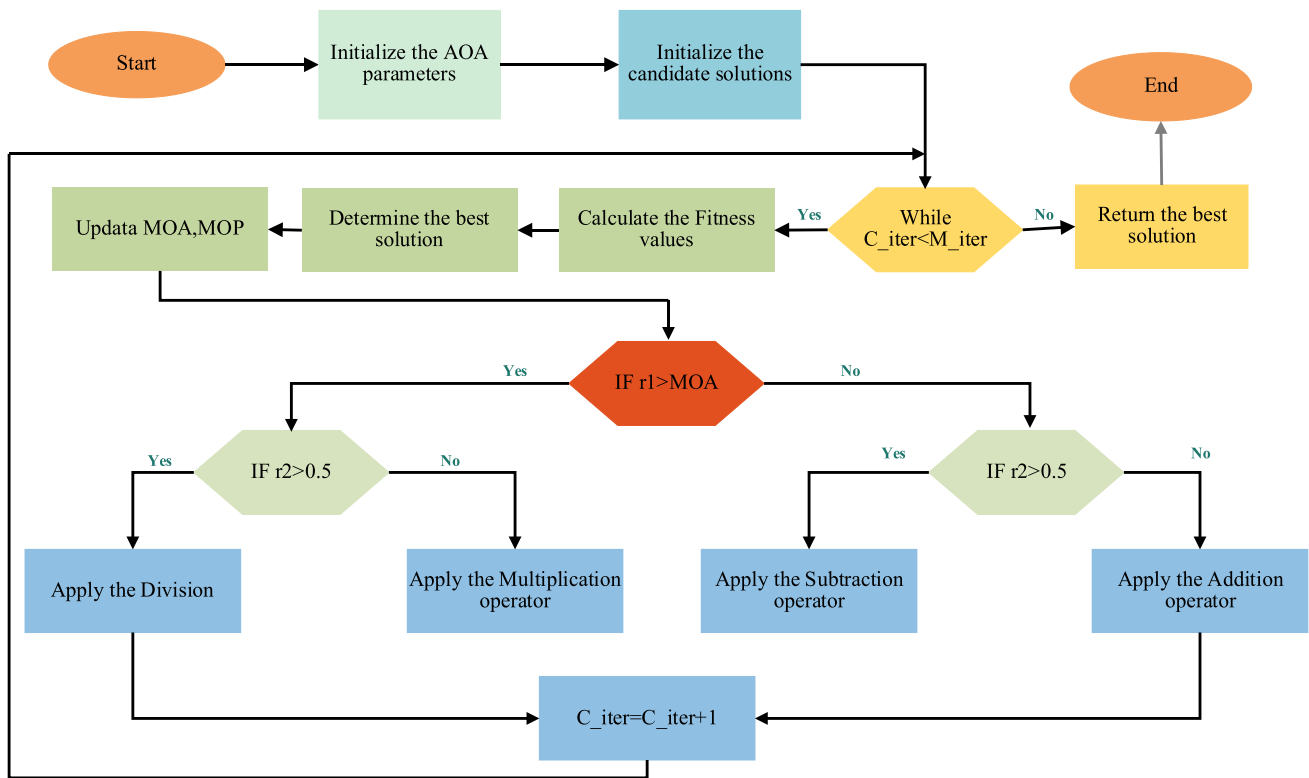 Start
Initialize the AOA
parameters
Initialize the
candidate solutions
End
Updata MOA,MOP
Determine the best
solution
Calculate the Fitness
values
Yes
While
C_iter<M_iter
No
Return the best
solution
Yes
IF r1>MOA
No
Yes
IF r2>0.5
No
Yes
IF r2>0.5
No
Apply the Division
Apply the Multiplication
operator
Apply the Subtraction
operator
Apply the Addition
operator
C_iter=C_iter+1